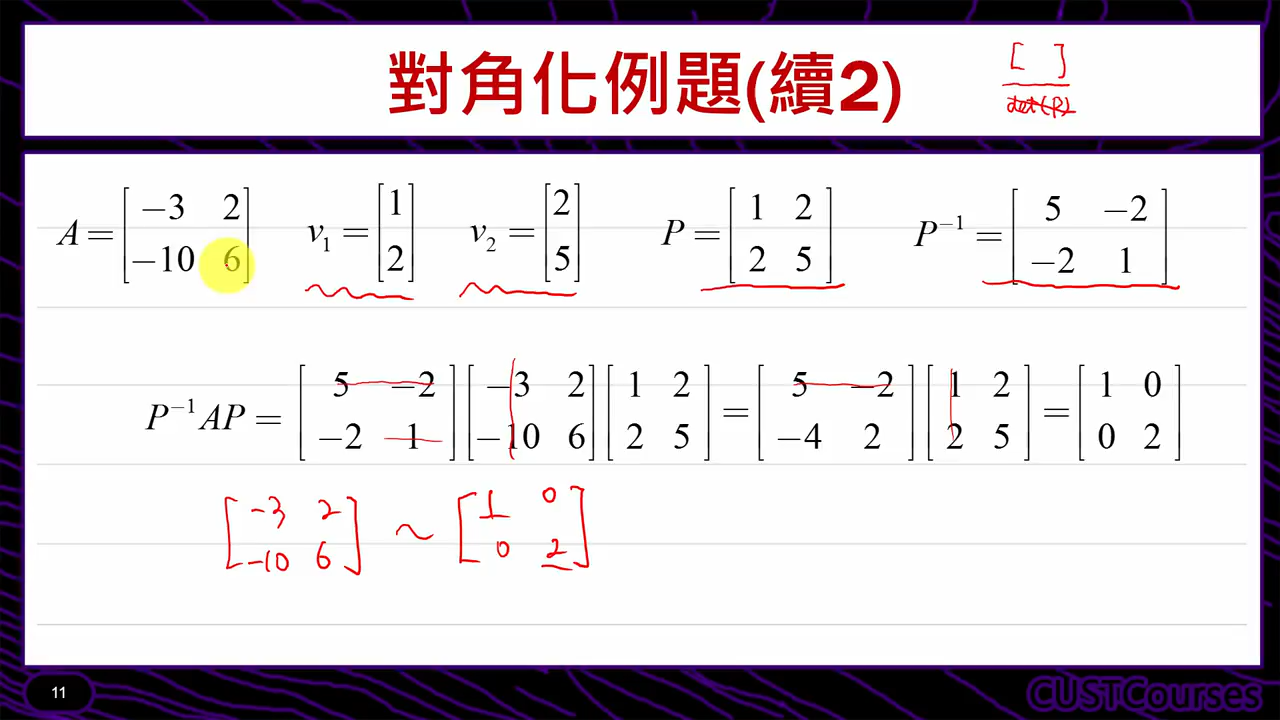 對角化例題(續2)
[ ]
det(P)
A = [−3 2; −10 6] v₁ = [1; 2] v₂ = [2; 5] P = [1 2; 2 5] P⁻¹ = [5 −2; −2 1]
P⁻¹AP = [5 −2; −2 1][−3 2; −10 6][1 2; 2 5] = [5 −2; −4 2][1 2; 2 5] = [1 0; 0 2]
[-3 2; -10 6] ~ [1 0; 0 2]
11
CUSTCourses